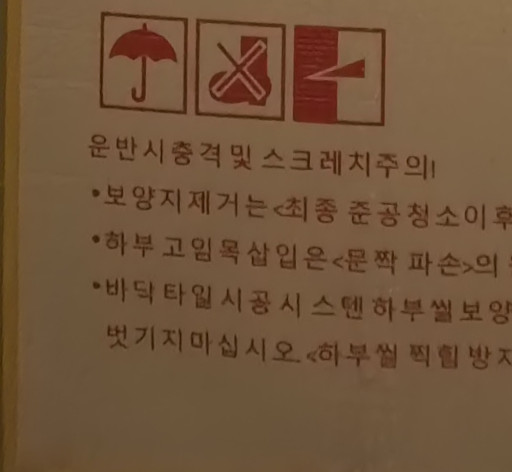 운반시충격및 스크레치주의!
•보양지제거는<최종 준공청소이후
•하부고임목삽입은<문짝 파손>의
•바닥타일시공시 스텐하부씰보양
벗기지마십시오<하부씰 찍힘방지